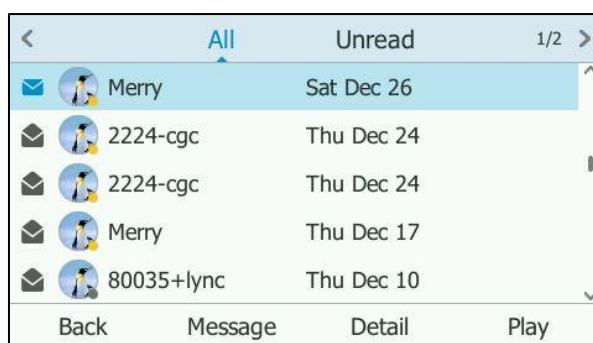 All Unread 1/2
Merry Sat Dec 26
2224-cgc Thu Dec 24
2224-cgc Thu Dec 24
Merry Thu Dec 17
80035+lync Thu Dec 10
Back Message Detail Play